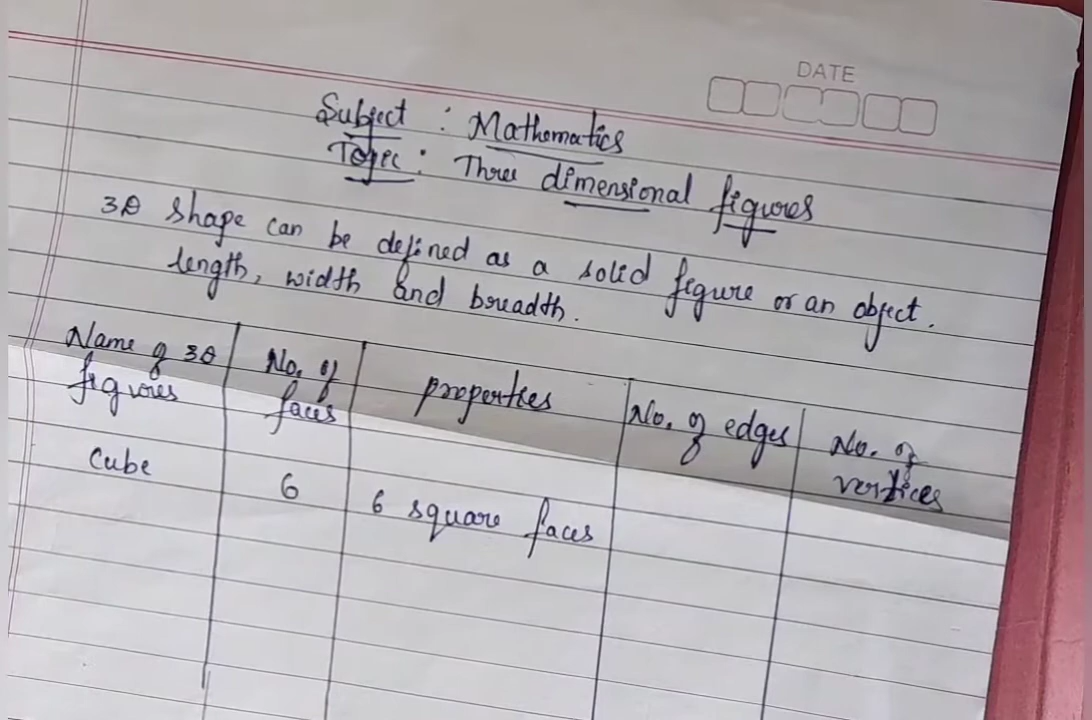 DATE
Subject : Mathematics
Topic : Three dimensional figures
3D shape can be defined as a solid figure or an object.
length, width and breadth.
Name of 3D figures | No. of faces | properties | No. of edges | No. of vertices
Cube | 6 | 6 square faces